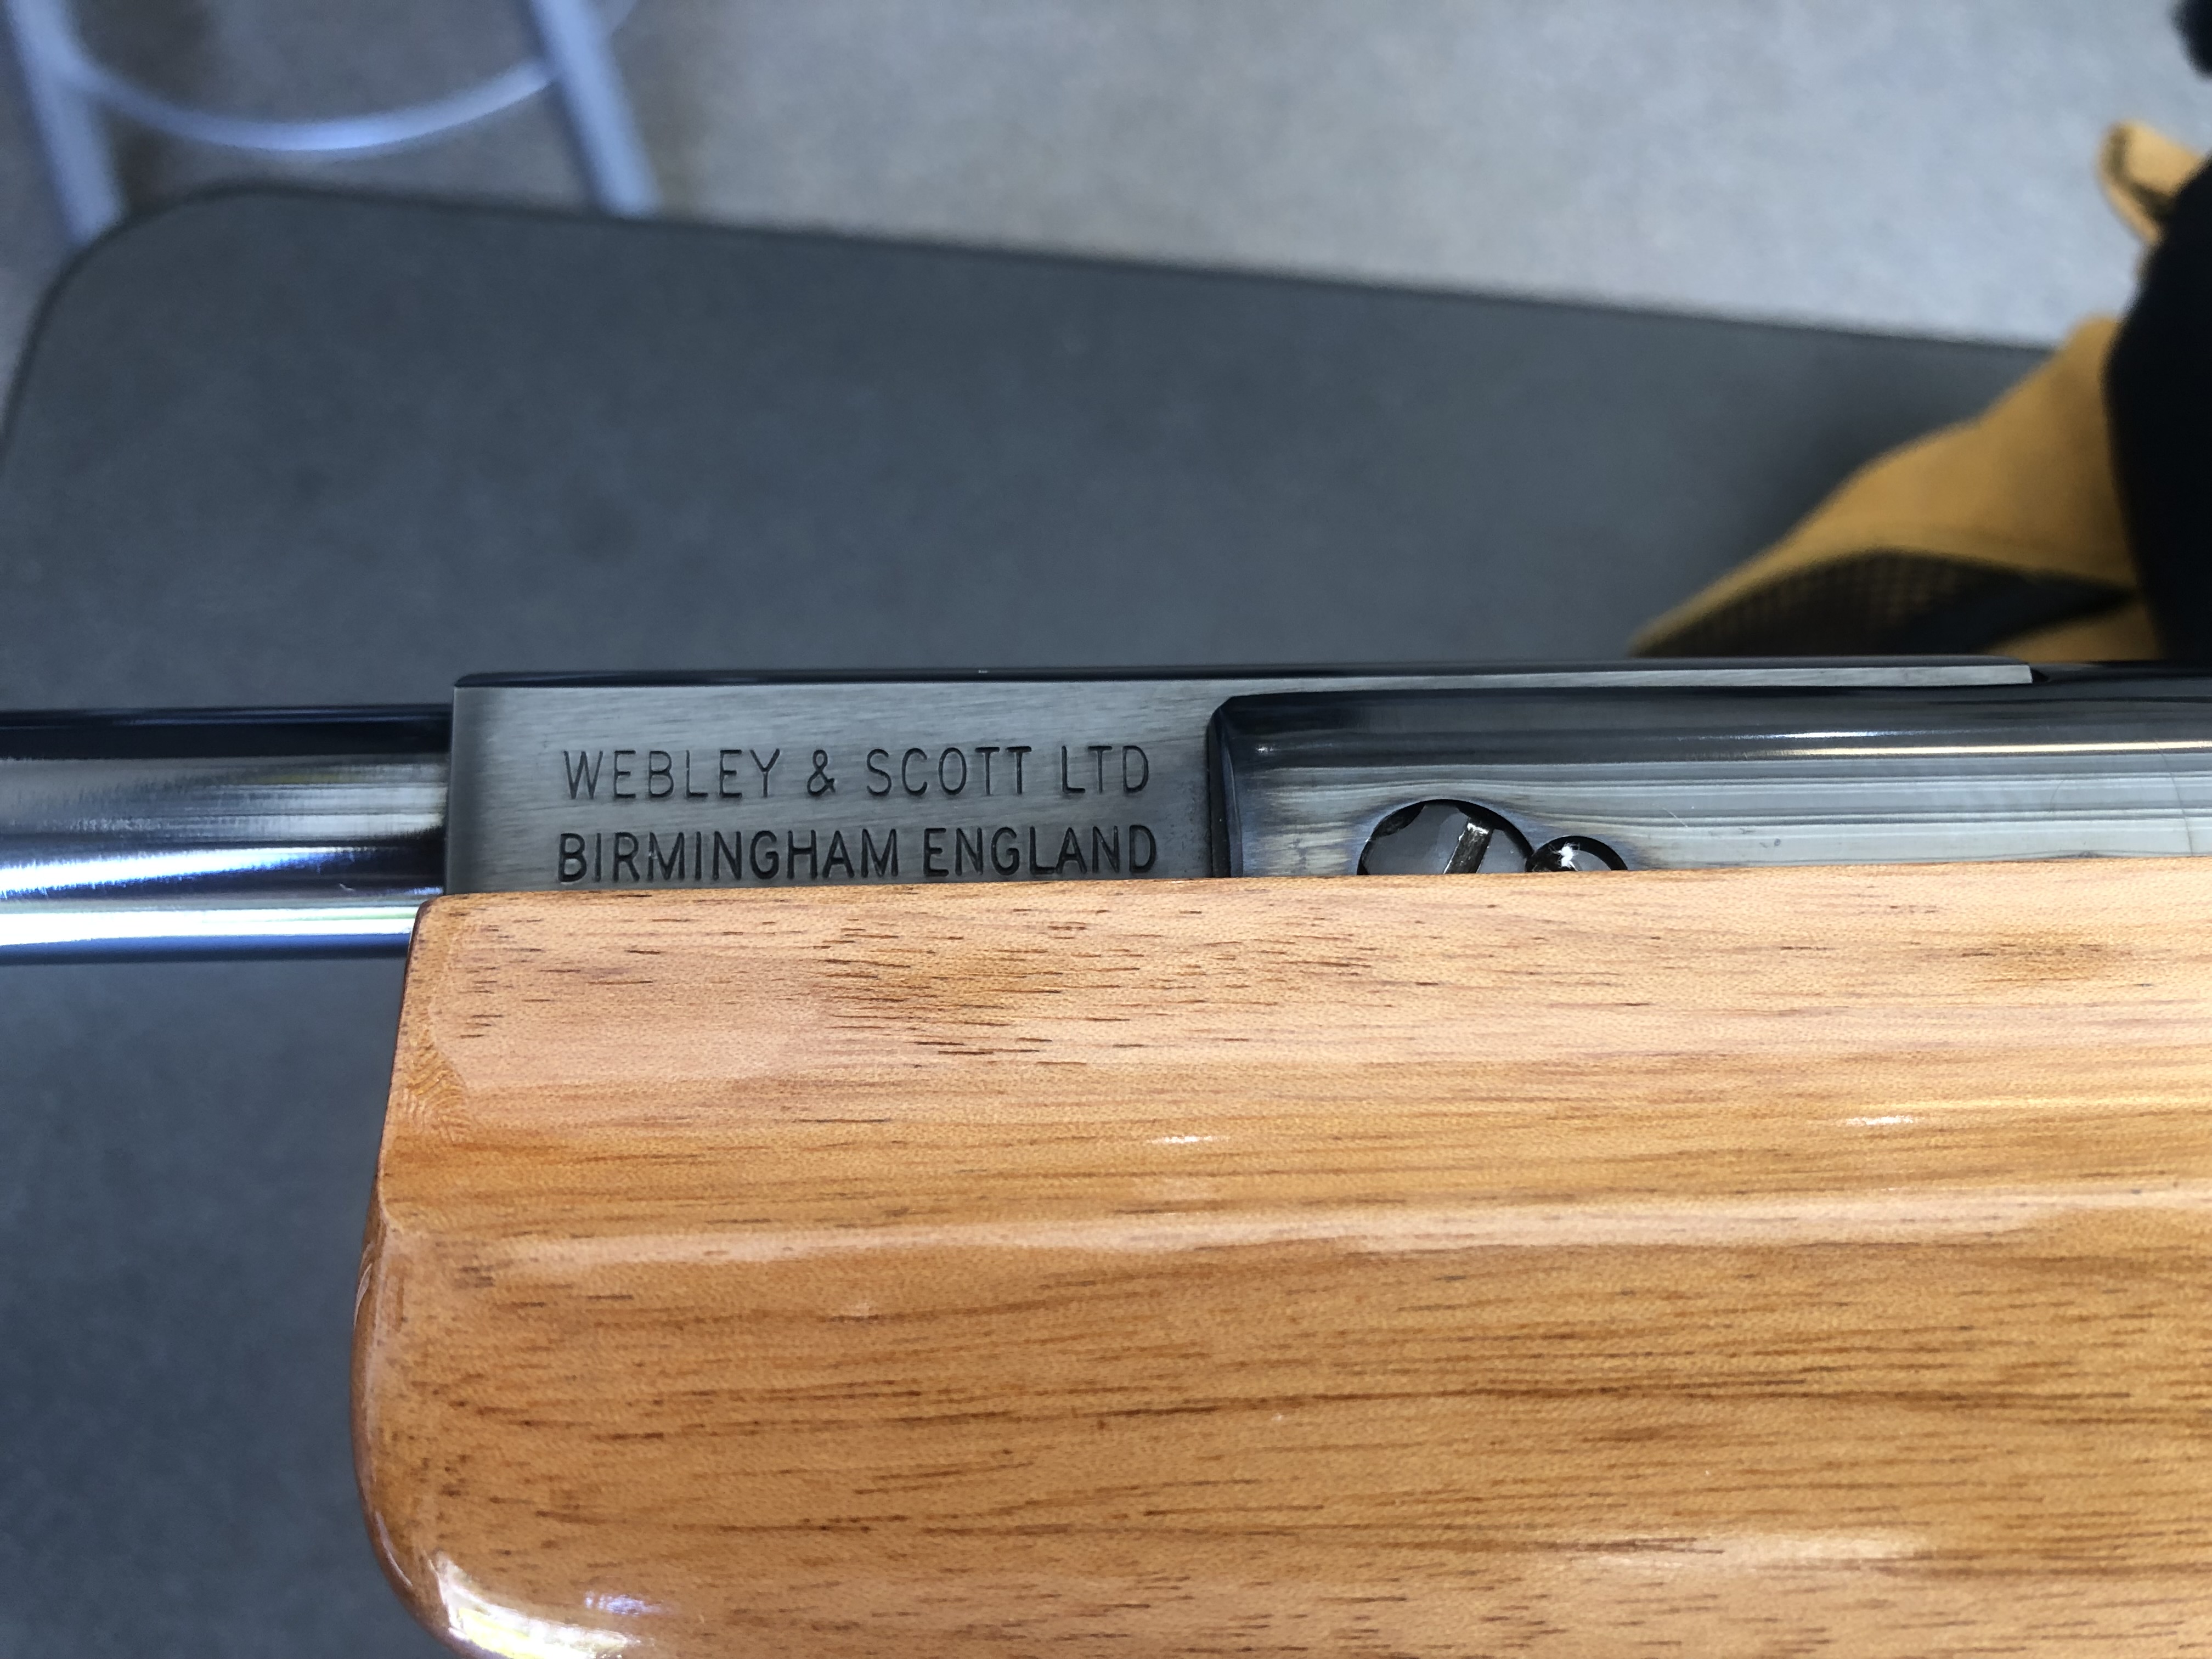 WEBLEY & SCOTT LTD
BIRMINGHAM ENGLAND